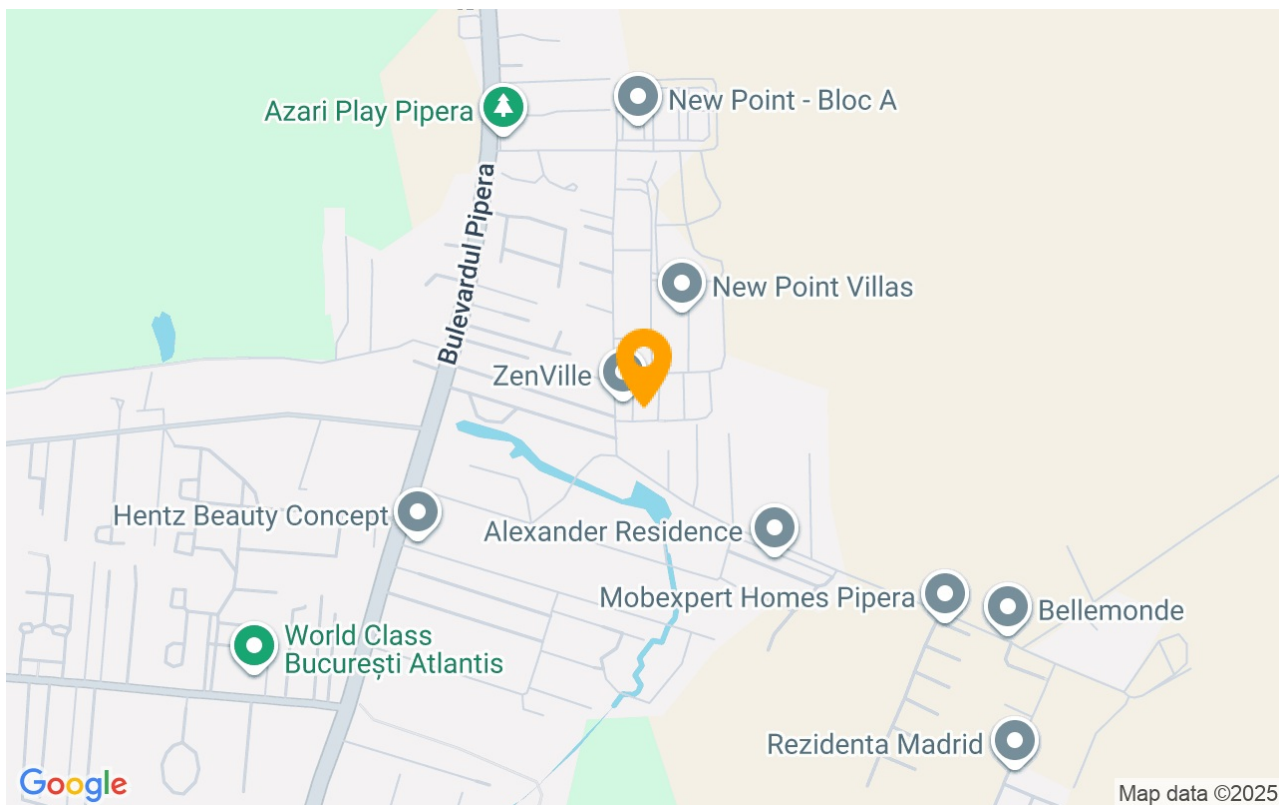 Azari Play Pipera
New Point - Bloc A
Bulevardul Pipera
New Point Villas
ZenVille
Hentz Beauty Concept
Alexander Residence
Mobexpert Homes Pipera
Bellemonde
World Class
București Atlantis
Rezidenta Madrid
Google
Map data ©2025